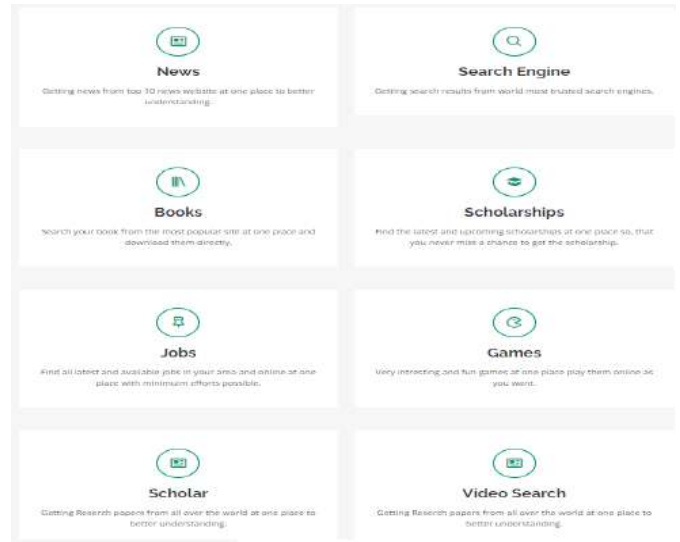 News
Getting news from top 10 news website at one place to better
understanding.
Search Engine
Getting search results from world most trusted search engines.
Books
Search your book from the most popular site at one place and
download them directly.
Scholarships
Find the latest and upcoming scholarships at one place so, that
you never miss a chance to get the scholarship.
Jobs
Find all latest and available jobs in your area and online at one
place with minimum efforts possible.
Games
Very intresting and fun games at one place play them online as
you want.
Scholar
Getting Reserch papers from all over the world at one place to
better understanding.
Video Search
Getting Reserch papers from all over the world at one place to
better understanding.